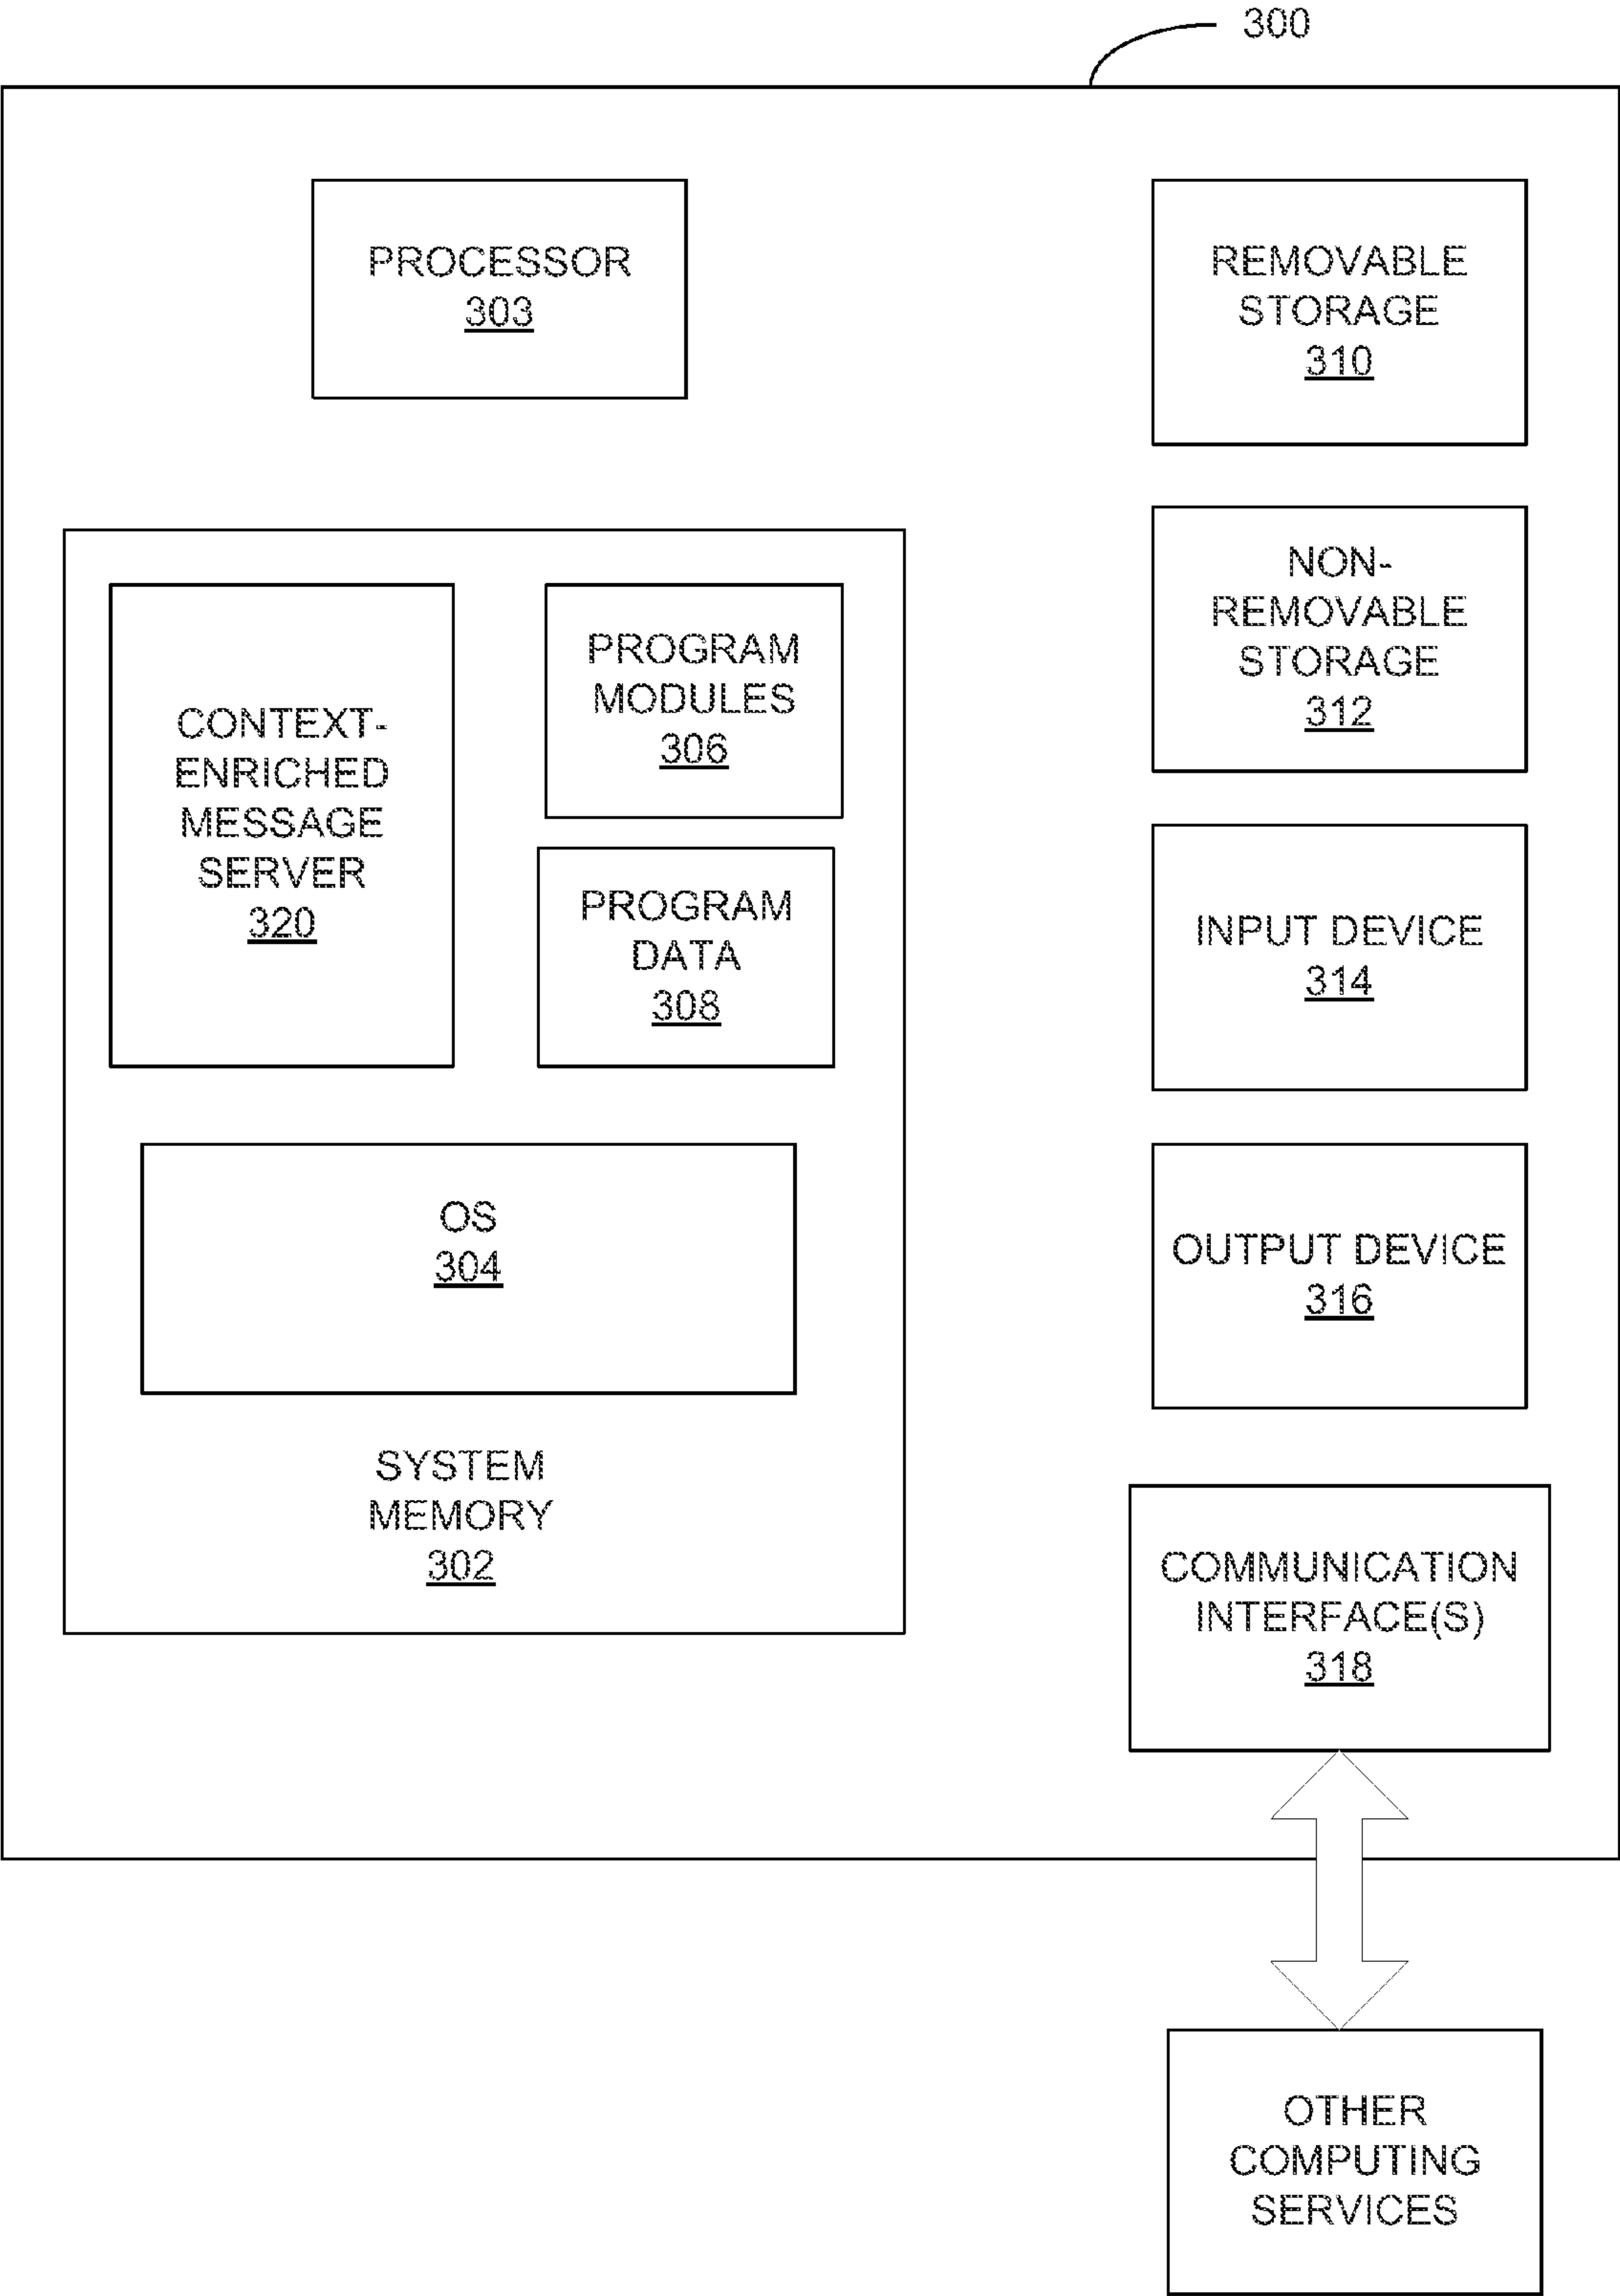 300
PROCESSOR
303
REMOVABLE
STORAGE
310
NON-
REMOVABLE
STORAGE
312
CONTEXT-
ENRICHED
MESSAGE
SERVER
320
PROGRAM
MODULES
306
PROGRAM
DATA
308
INPUT DEVICE
314
OS
304
OUTPUT DEVICE
316
SYSTEM
MEMORY
302
COMMUNICATION
INTERFACE(S)
318
OTHER
COMPUTING
SERVICES